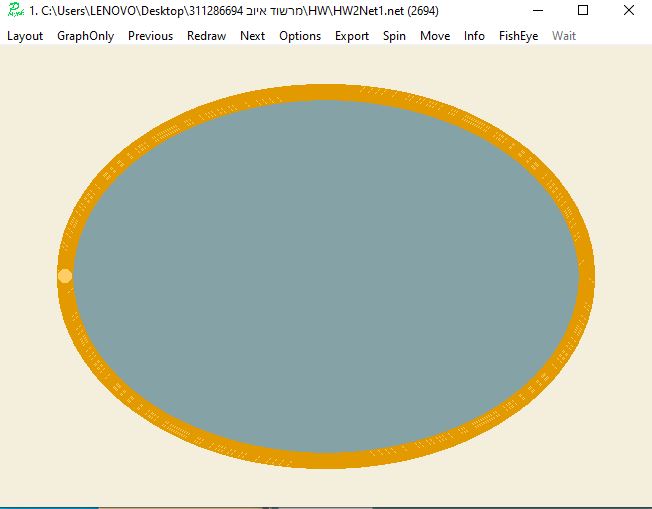 1. C:\Users\LENOVO\Desktop\311286694 מרשוד איוב\HW\HW2Net1.net (2694)
Layout GraphOnly Previous Redraw Next Options Export Spin Move Info FishEye Wait